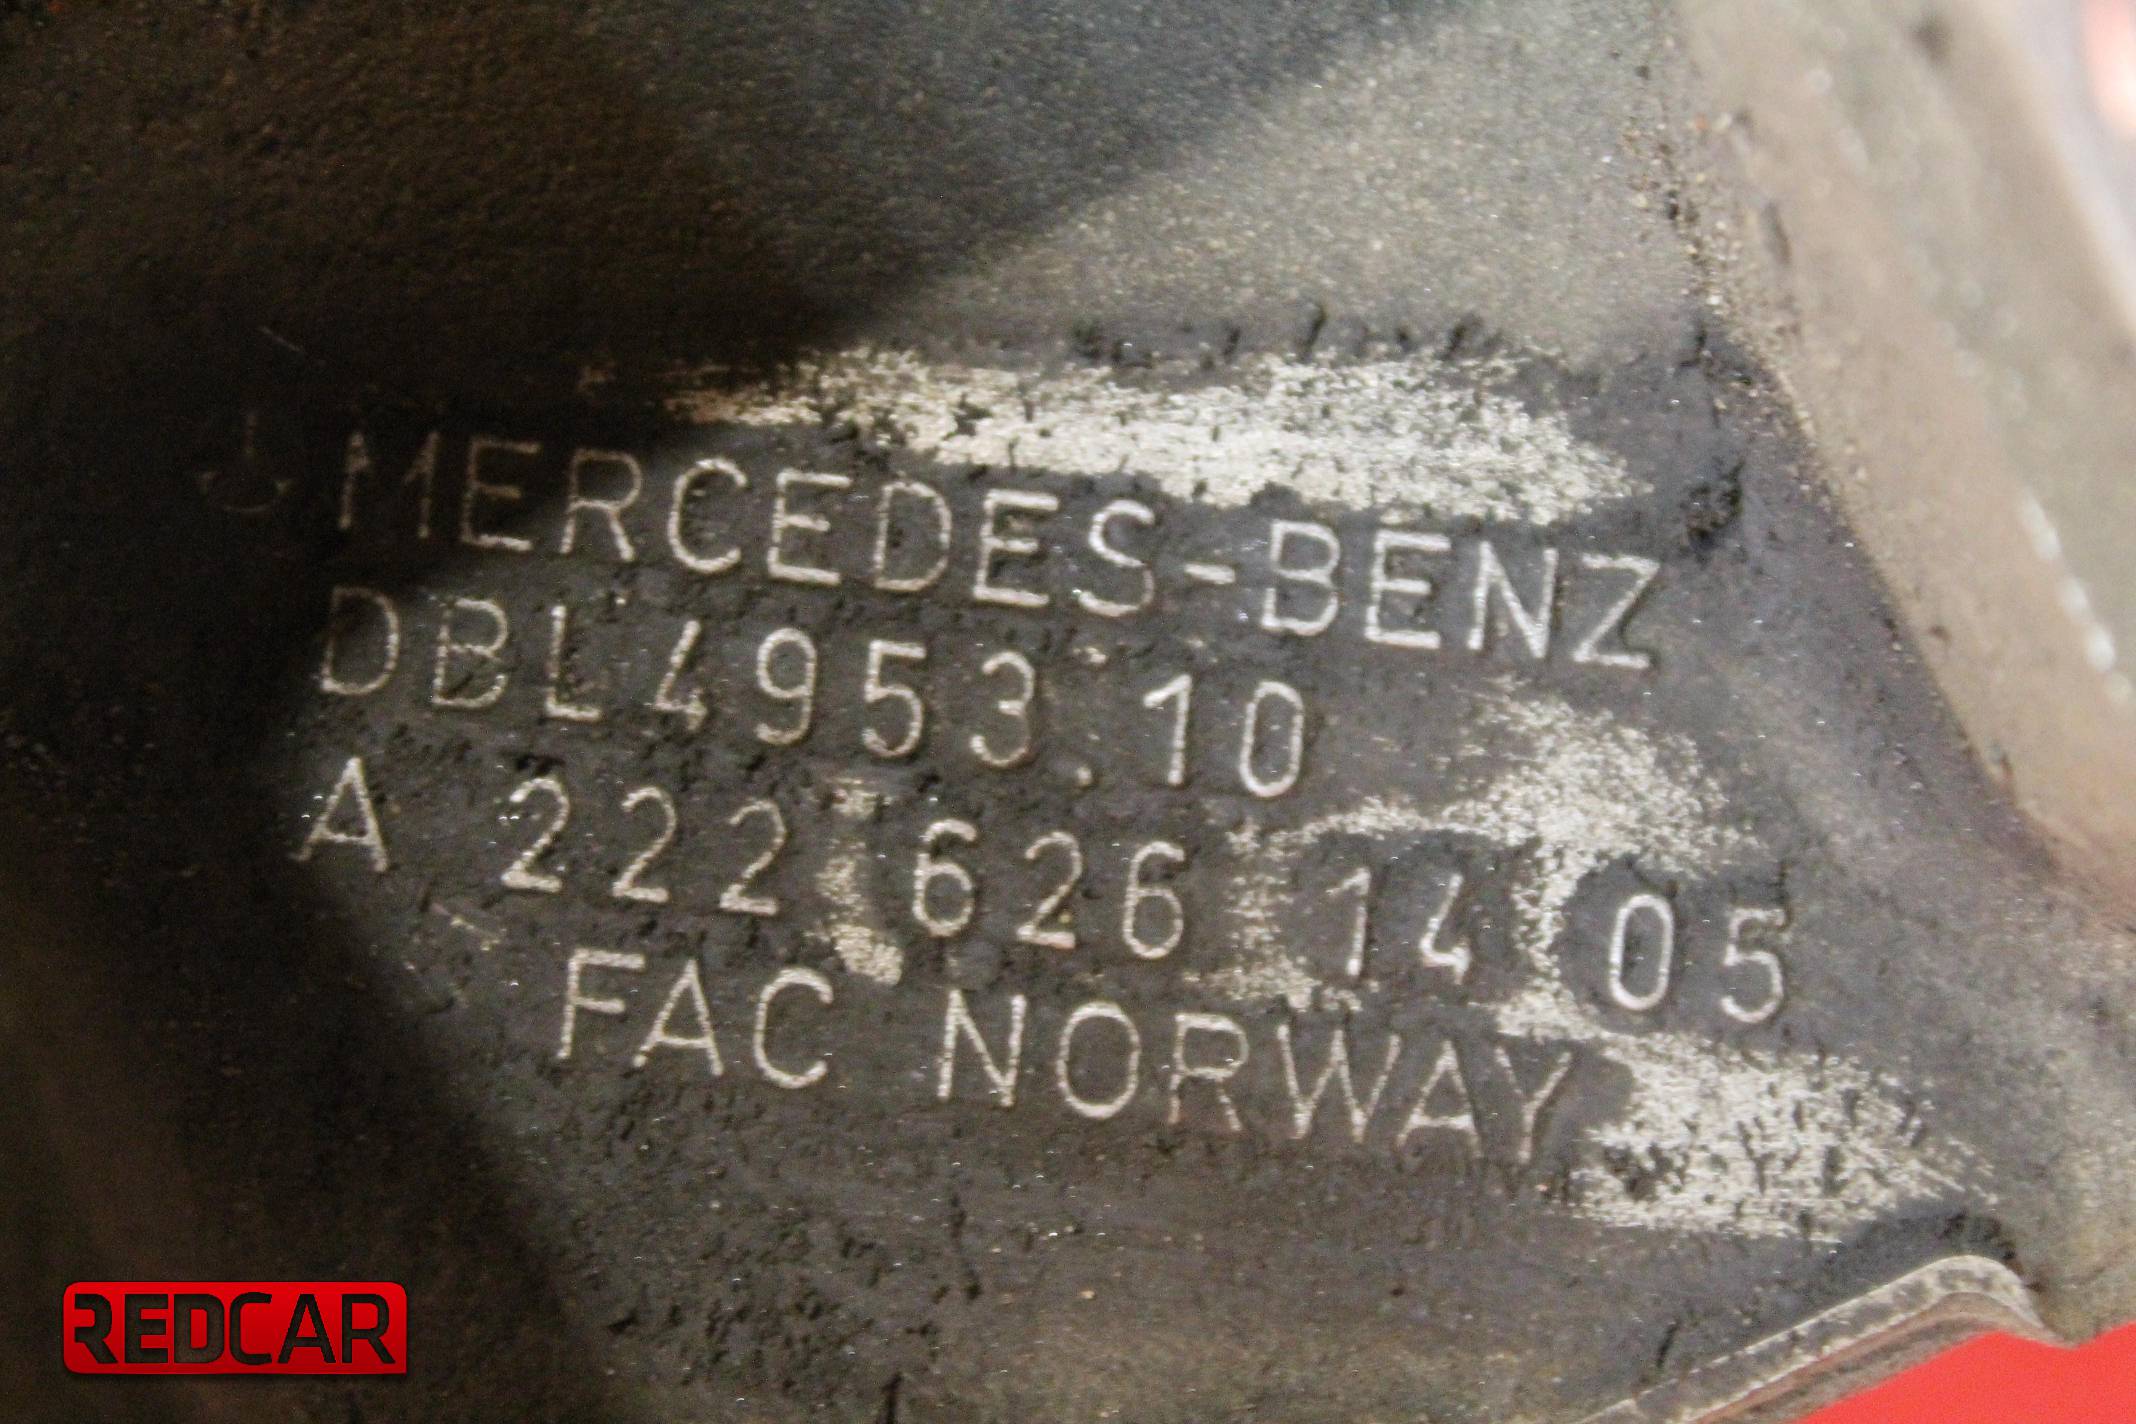 MERCEDES-BENZ
DBL4953.10
A 222 626 14 05
FAC NORWAY
REDCAR